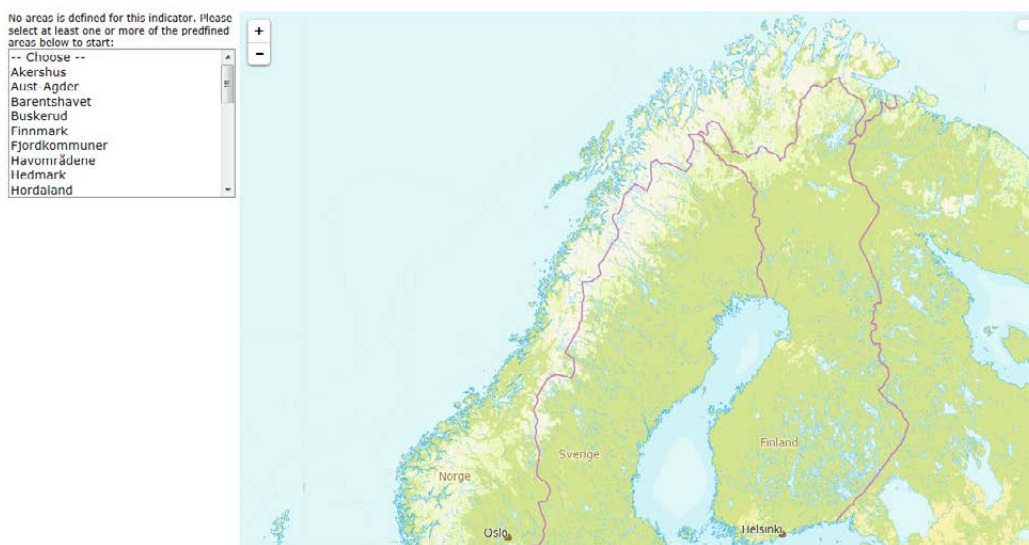 No areas is defined for this indicator. Please
select at least one or more of the predfined
areas below to start:
-- Choose --
Akershus
Aust-Agder
Barentshavet
Buskerud
Finnmark
Fjordkommuner
Havområdene
Hedmark
Hordaland
+
−
Sverige
Finland
Norge
Oslo
Helsinki